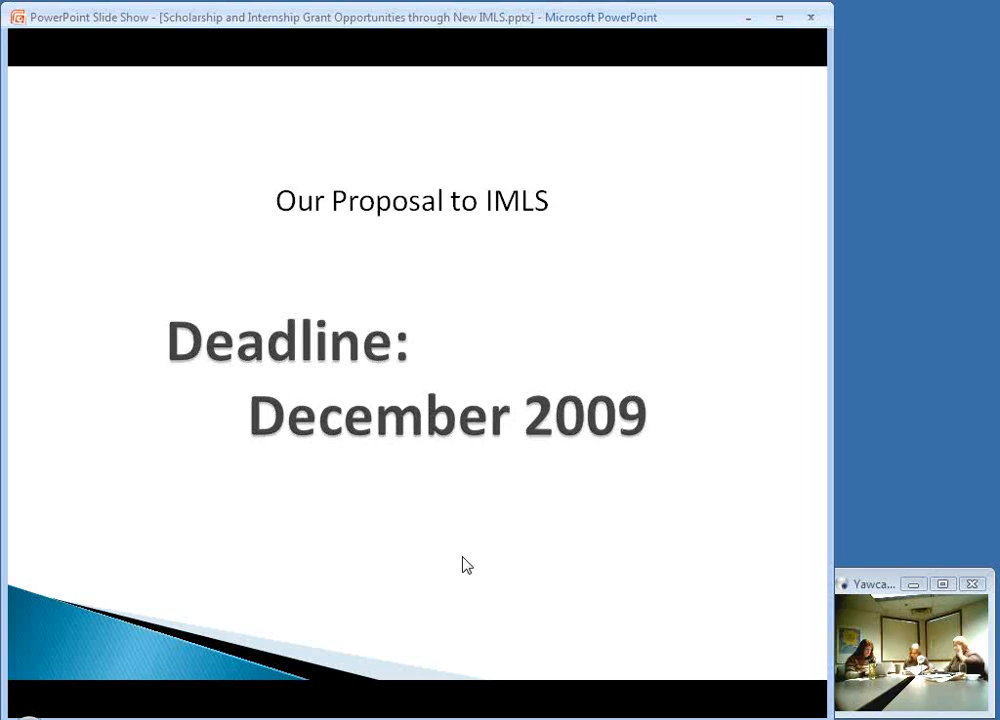 PowerPoint Slide Show - [Scholarship and Internship Grant Opportunities through New IMLS.pptx] - Microsoft PowerPoint
Our Proposal to IMLS
Deadline:
December 2009
Yawca...